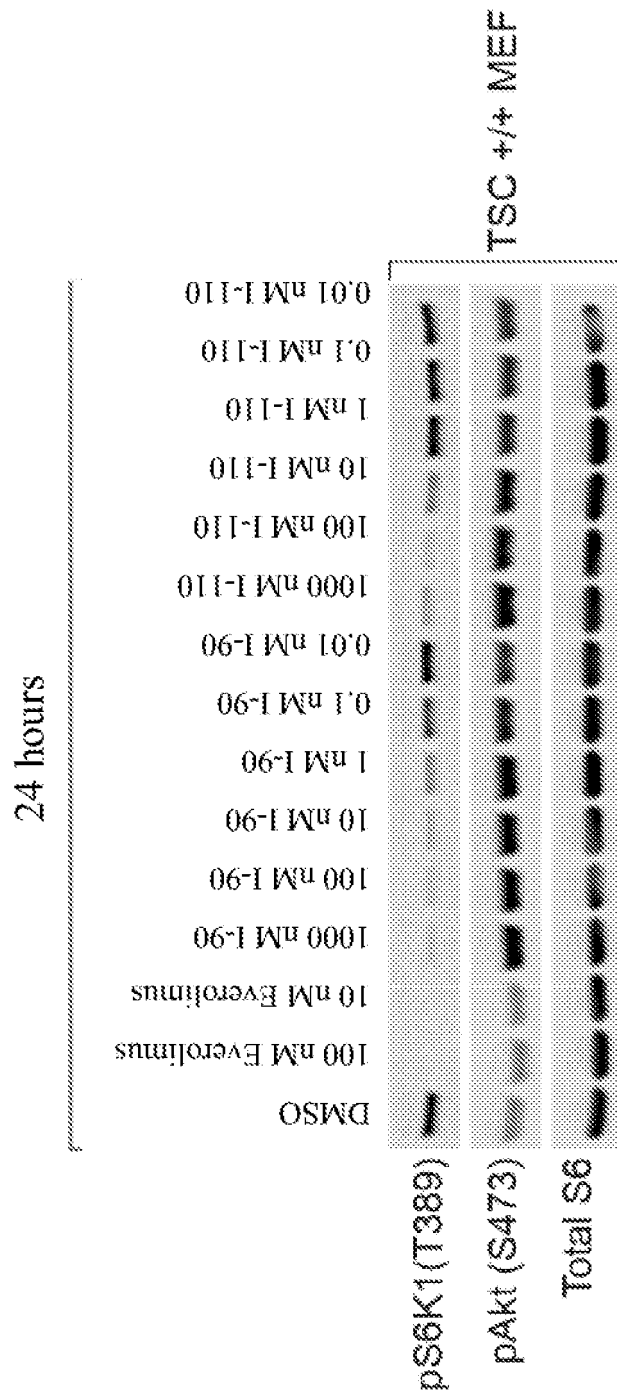 24 hours
DMSO
100 nM Everolimus
10 nM Everolimus
1000 nM I-90
100 nM I-90
10 nM I-90
1 nM I-90
0.1 nM I-90
0.01 nM I-90
1000 nM I-110
100 nM I-110
10 nM I-110
1 nM I-110
0.1 nM I-110
0.01 nM I-110
pS6K1(T389)
pAkt (S473)
Total S6
TSC +/+ MEF